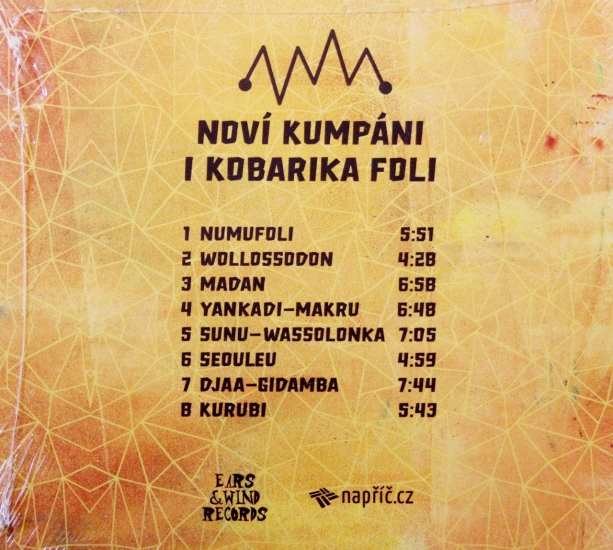 NOVÍ KUMPÁNI
I KOBARIKA FOLI
1 NUMUFOLI 5:51
2 WOLLOSSODON 4:28
3 MADAN 6:58
4 YANKADI-MAKRU 6:48
5 SUNU-WASSOLONKA 7:05
6 SEOULEU 4:59
7 DJAA-GIDAMBA 7:44
8 KURUBI 5:43
EARS
&WIND
RECORDS
napříč.cz